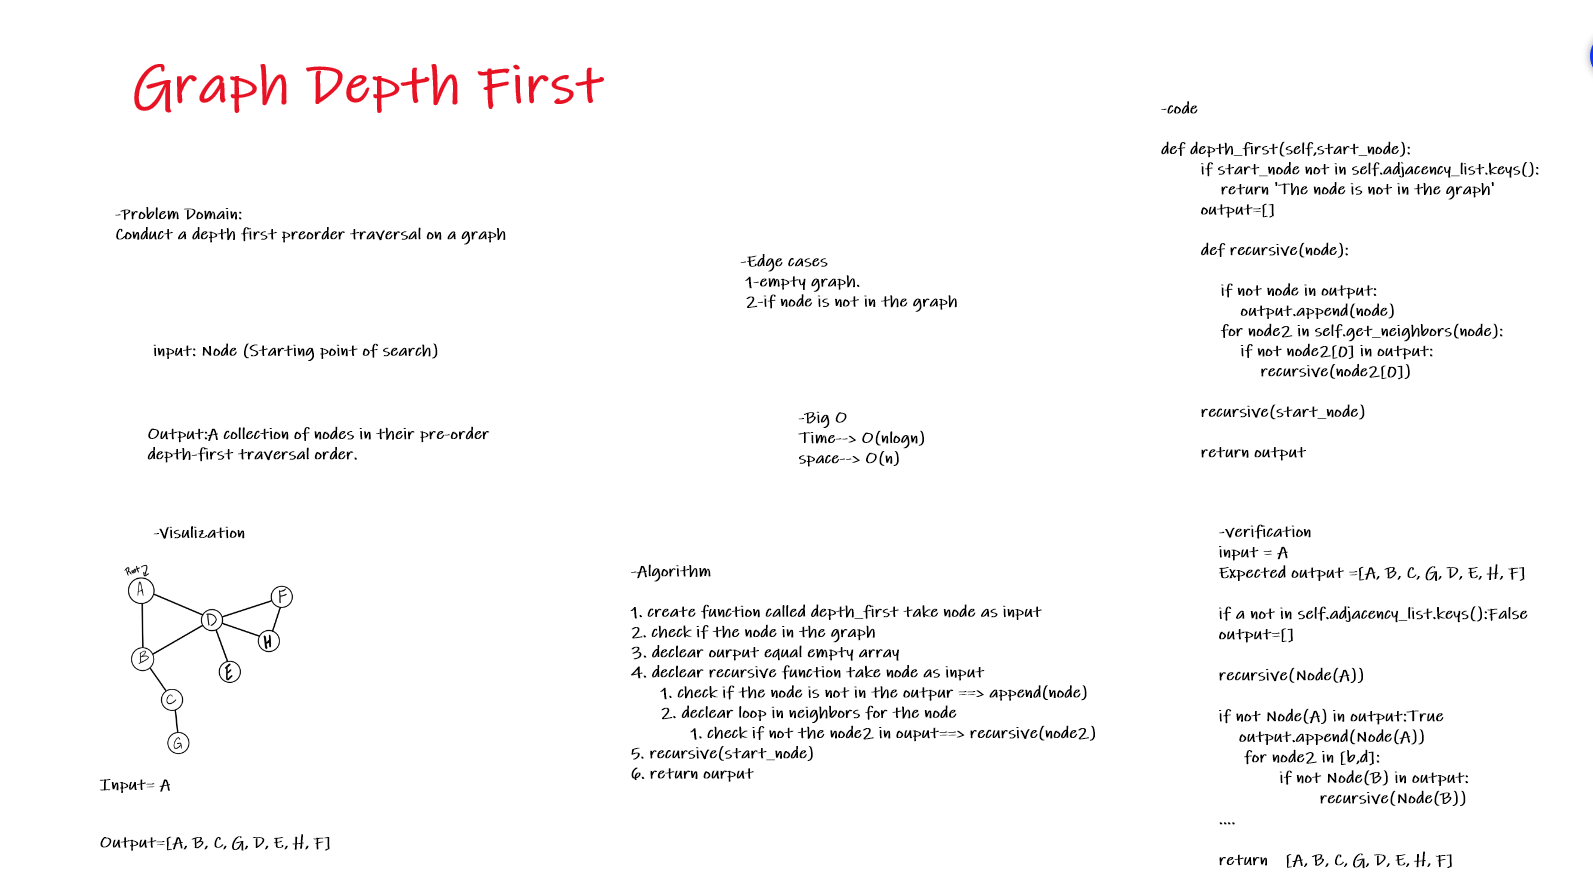 Graph Depth First
-Problem Domain:
Conduct a depth first preorder traversal on a graph
input: Node (Starting point of search)
Output:A collection of nodes in their pre-order
depth-first traversal order.
-Visulization
Root
A
F
D
H
B
E
C
G
Input= A
Output=[A, B, C, G, D, E, H, F]
-Edge cases
1-empty graph.
2-if node is not in the graph
-Big O
Time--> O(nlogn)
space--> O(n)
-Algorithm
1. create function called depth_first take node as input
2. check if the node in the graph
3. declear ourput equal empty array
4. declear recursive function take node as input
1. check if the node is not in the outpur ==> append(node)
2. declear loop in neighbors for the node
1. check if not the node2 in ouput==> recursive(node2)
5. recursive(start_node)
6. return ourput
-code
def depth_first(self,start_node):
if start_node not in self.adjacency_list.keys():
return 'The node is not in the graph'
output=[]
def recursive(node):
if not node in output:
output.append(node)
for node2 in self.get_neighbors(node):
if not node2[0] in output:
recursive(node2[0])
recursive(start_node)
return output
-verification
input = A
Expected output =[A, B, C, G, D, E, H, F]
if a not in self.adjacency_list.keys():False
output=[]
recursive(Node(A))
if not Node(A) in output:True
output.append(Node(A))
for node2 in [b,d]:
if not Node(B) in output:
recursive(Node(B))
....
return [A, B, C, G, D, E, H, F]